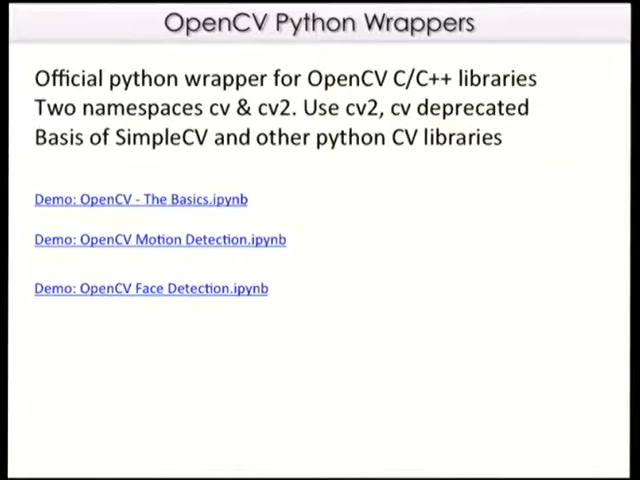 OpenCV Python Wrappers
Official python wrapper for OpenCV C/C++ libraries
Two namespaces cv & cv2. Use cv2, cv deprecated
Basis of SimpleCV and other python CV libraries
Demo: OpenCV - The Basics.ipynb
Demo: OpenCV Motion Detection.ipynb
Demo: OpenCV Face Detection.ipynb